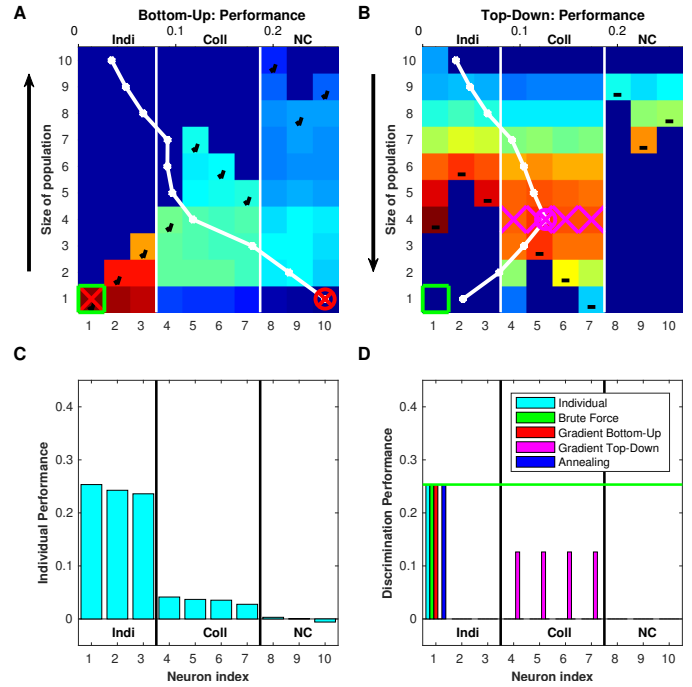 A
Bottom-Up: Performance
0 0.1 0.2
Indi Coll NC
Size of population
10
9
8
7
6
5
4
3
2
1
1 2 3 4 5 6 7 8 9 10
B
Top-Down: Performance
0 0.1 0.2
Indi Coll NC
Size of population
10
9
8
7
6
5
4
3
2
1
1 2 3 4 5 6 7 8 9 10
C
Individual Performance
0.4
0.3
0.2
0.1
0
Indi Coll NC
1 2 3 4 5 6 7 8 9 10
Neuron index
D
Discrimination Performance
0.4
0.3
0.2
0.1
0
Individual
Brute Force
Gradient Bottom-Up
Gradient Top-Down
Annealing
Indi Coll NC
1 2 3 4 5 6 7 8 9 10
Neuron index